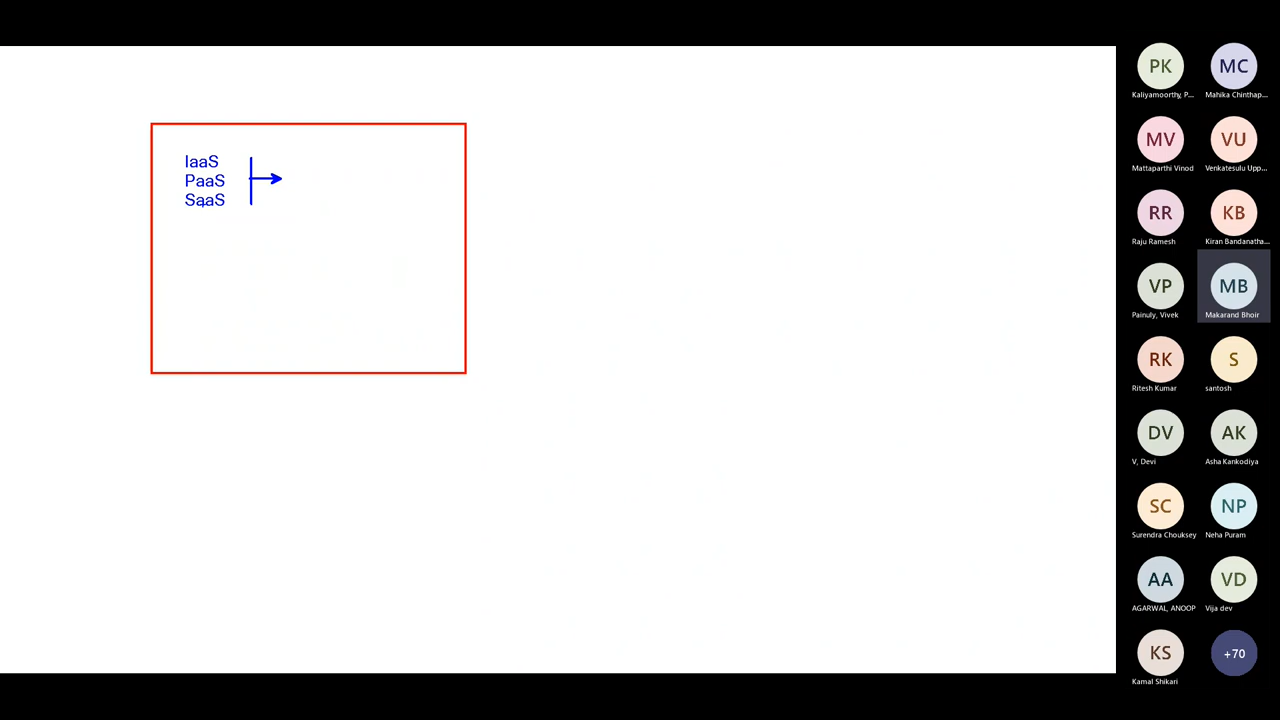 IaaS
PaaS
SaaS
PK
MC
Kaliyamoorthy, P...
Mahika Chinthap...
MV
VU
Mattaparthi Vinod
Venkatesulu Upp...
RR
KB
Raju Ramesh
Kiran Bandanatha...
VP
MB
Painuly, Vivek
Makarand Bhoir
RK
S
Ritesh Kumar
santosh
DV
AK
V, Devi
Asha Kankodiya
SC
NP
Surendra Chouksey
Neha Puram
AA
VD
AGARWAL, ANOOP
Vija dev
KS
+70
Kamal Shikari